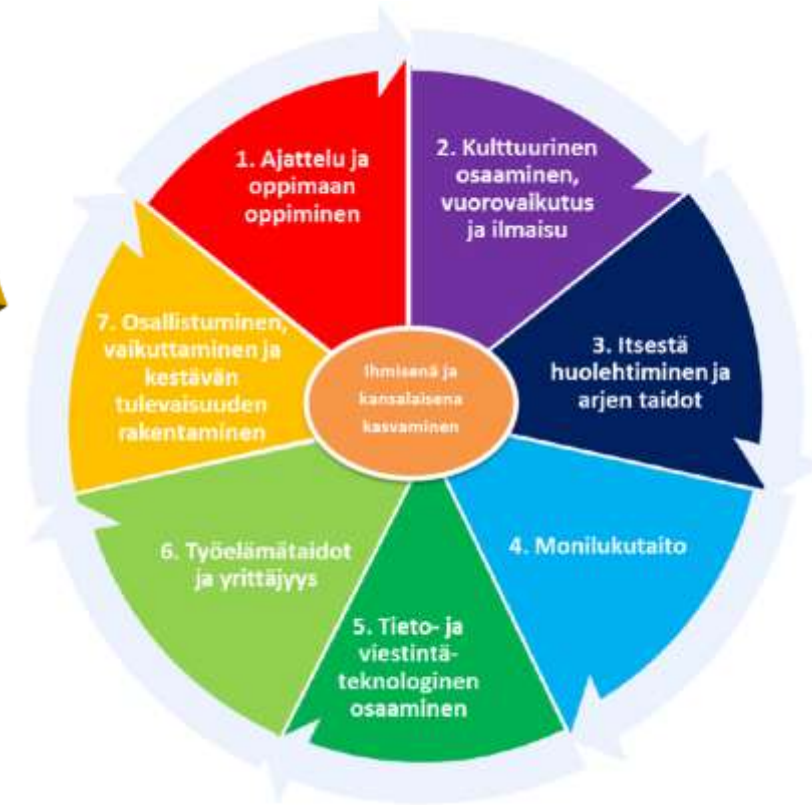 1. Ajattelu ja
oppimaan
oppiminen
2. Kulttuurinen
osaaminen,
vuorovaikutus
ja ilmaisu
3. Itsestä
huolehtiminen ja
arjen taidot
4. Monilukutaito
5. Tieto- ja
viestintä-
teknologinen
osaaminen
6. Työelämätaidot
ja yrittäjyys
7. Osallistuminen,
vaikuttaminen ja
kestävän
tulevaisuuden
rakentaminen
Ihmisenä ja
kansalaisena
kasvaminen